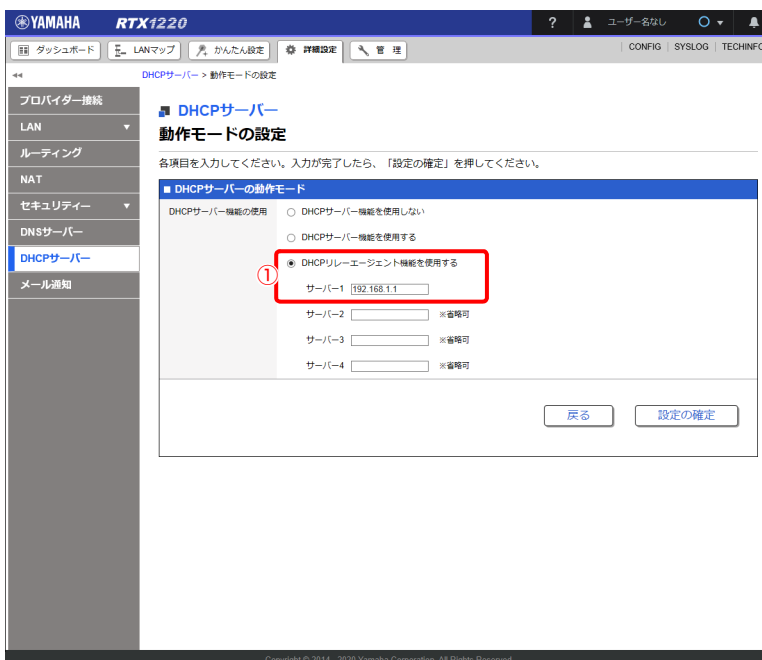 YAMAHA RTX1220 ? ユーザー名なし
ダッシュボード LANマップ かんたん設定 詳細設定 管 理 CONFIG SYSLOG TECHINFO
DHCPサーバー > 動作モードの設定
プロバイダー接続
LAN
ルーティング
NAT
セキュリティー
DNSサーバー
DHCPサーバー
メール通知
DHCPサーバー
動作モードの設定
各項目を入力してください。入力が完了したら、「設定の確定」を押してください。
■ DHCPサーバーの動作モード
DHCPサーバー機能の使用 DHCPサーバー機能を使用しない
DHCPサーバー機能を使用する
① DHCPリレーエージェント機能を使用する
サーバー1 192.168.1.1
サーバー2 ※省略可
サーバー3 ※省略可
サーバー4 ※省略可
戻る 設定の確定
Copyright © 2014 - 2020 Yamaha Corporation. All Rights Reserved.